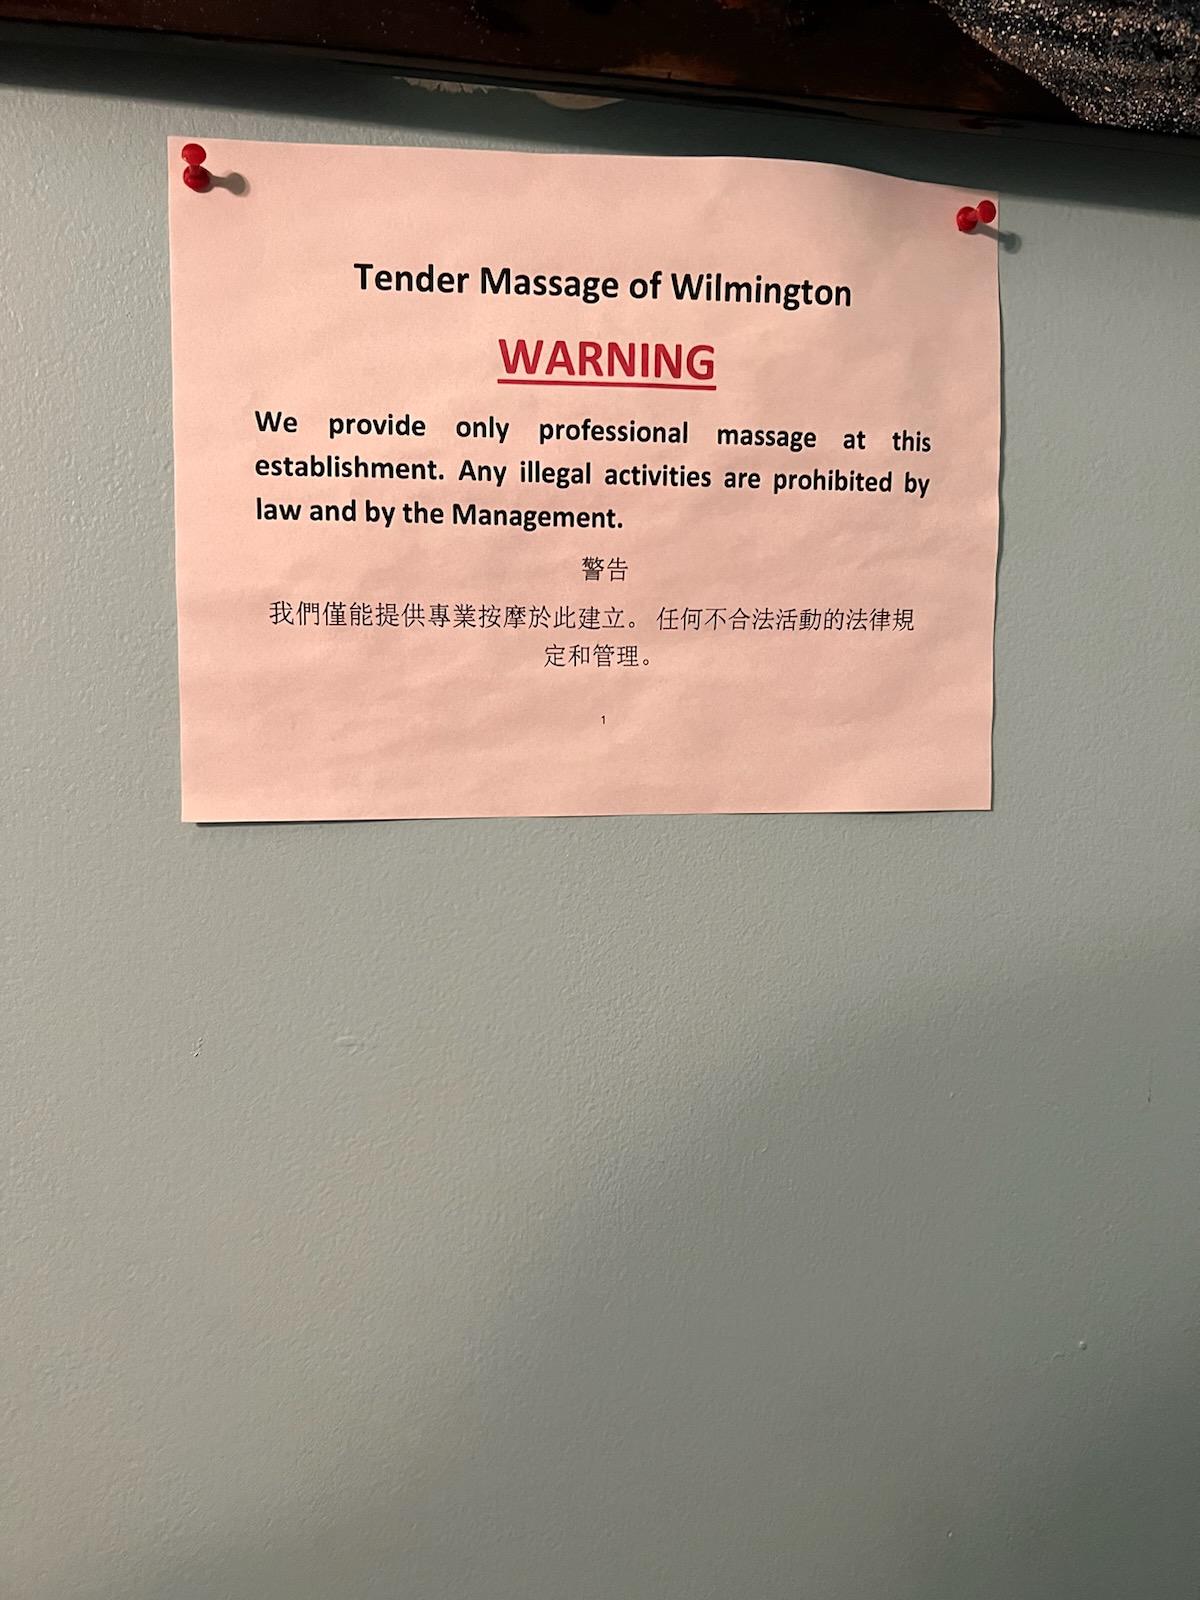 Tender Massage of Wilmington
WARNING
We provide only professional massage at this
establishment. Any illegal activities are prohibited by
law and by the Management.
警告
我們僅能提供專業按摩於此建立。 任何不合法活動的法律規
定和管理。
1